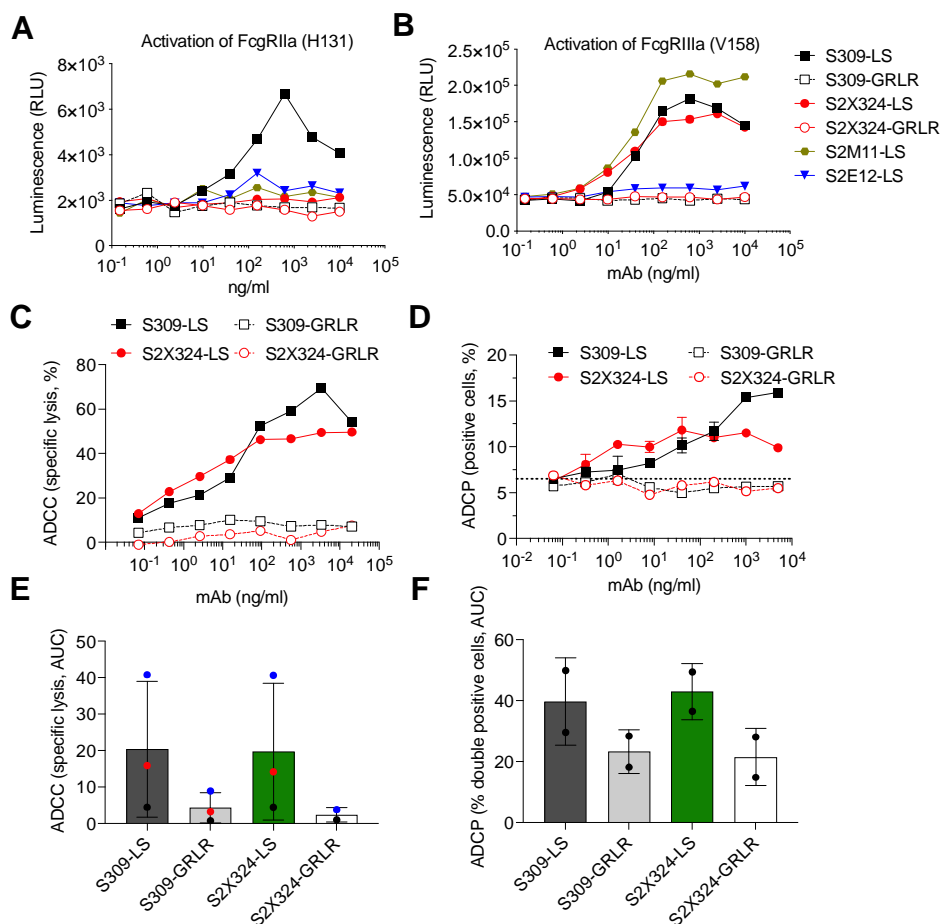 A
Activation of FcgRIIa (H131)
Luminescence (RLU)
8×10³
6×10³
4×10³
2×10³
0
10⁻¹ 10⁰ 10¹ 10² 10³ 10⁴ 10⁵
ng/ml
B
Activation of FcgRIIIa (V158)
Luminescence (RLU)
2.5×10⁵
2.0×10⁵
1.5×10⁵
1.0×10⁵
5.0×10⁴
0.0
10⁻¹ 10⁰ 10¹ 10² 10³ 10⁴ 10⁵
mAb (ng/ml)
S309-LS
S309-GRLR
S2X324-LS
S2X324-GRLR
S2M11-LS
S2E12-LS
C
S309-LS S309-GRLR
S2X324-LS S2X324-GRLR
ADCC (specific lysis, %)
80
60
40
20
0
10⁻¹ 10⁰ 10¹ 10² 10³ 10⁴ 10⁵
mAb (ng/ml)
D
S309-LS S309-GRLR
S2X324-LS S2X324-GRLR
ADCP (positive cells, %)
20
15
10
5
0
10⁻² 10⁻¹ 10⁰ 10¹ 10² 10³ 10⁴
mAb (ng/ml)
E
ADCC (specific lysis, AUC)
50
40
30
20
10
0
S309-LS
S309-GRLR
S2X324-LS
S2X324-GRLR
F
ADCP (% double positive cells, AUC)
60
40
20
0
S309-LS
S309-GRLR
S2X324-LS
S2X324-GRLR